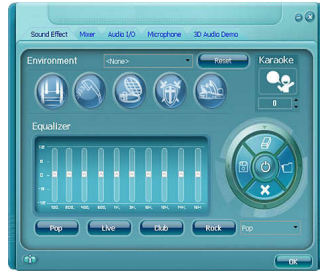 Sound Effect Mixer Audio I/O Microphone 3D Audio Demo
Environment <None> Reset Karaoke
0
Equalizer
Pop Live Club Rock Pop
OK